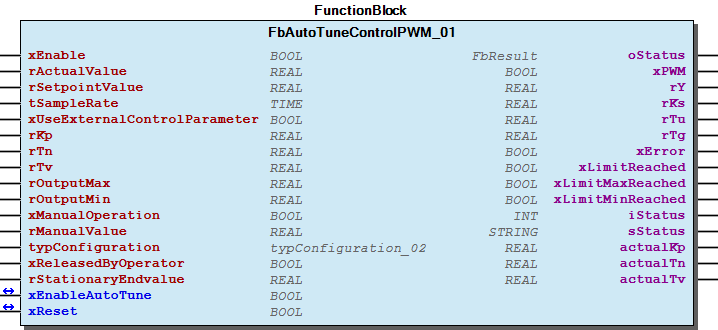 FunctionBlock
FbAutoTuneControlPWM_01
xEnable BOOL FbResult oStatus
rActualValue REAL BOOL xPWM
rSetpointValue REAL REAL rY
tSampleRate TIME REAL rKs
xUseExternalControlParameter BOOL REAL rTu
rKp REAL REAL rTg
rTn REAL BOOL xError
rTv REAL BOOL xLimitReached
rOutputMax REAL BOOL xLimitMaxReached
rOutputMin REAL BOOL xLimitMinReached
xManualOperation BOOL INT iStatus
rManualValue REAL STRING sStatus
typConfiguration typConfiguration_02 REAL actualKp
xReleasedByOperator BOOL REAL actualTn
rStationaryEndvalue REAL REAL actualTv
xEnableAutoTune BOOL
xReset BOOL